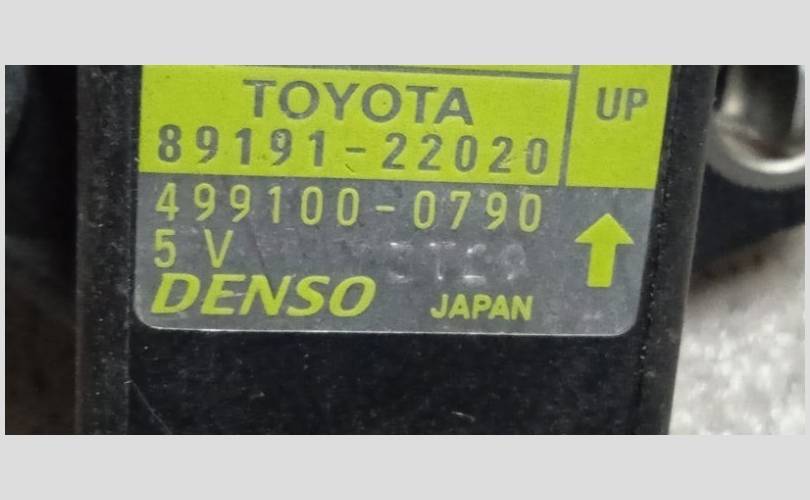 TOYOTA
UP
89191-22020
499100-0790
5 V
DENSO
JAPAN